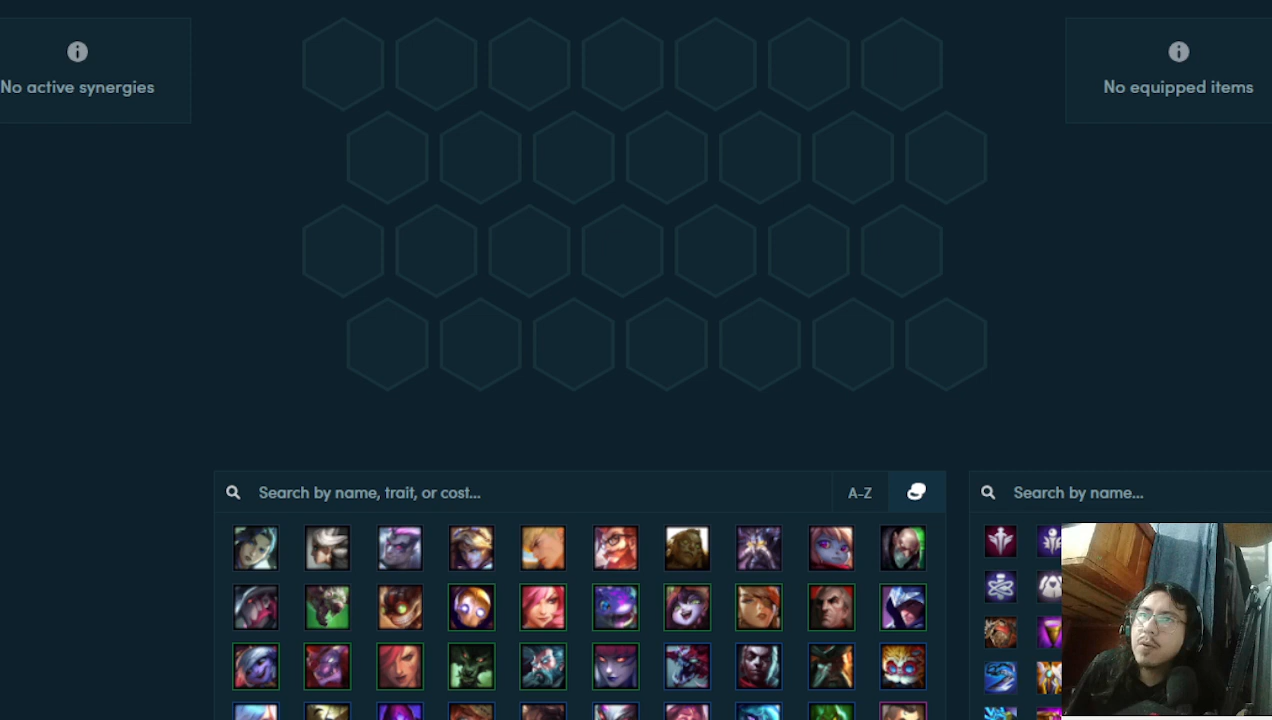 No active synergies
No equipped items
Search by name, trait, or cost...
A-Z
Search by name...